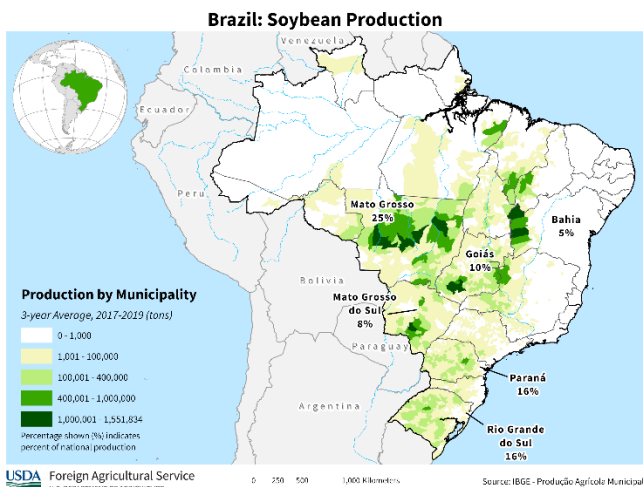 Brazil: Soybean Production
Venezuela
Colombia
Ecuador
Peru
Mato Grosso
25%
Bahia
5%
Goiás
10%
Bolivia
Mato Grosso
do Sul
8%
Paraguay
Paraná
16%
Argentina
Rio Grande
do Sul
16%
Production by Municipality
3-year Average, 2017-2019 (tons)
0 - 1,000
1,001 - 100,000
100,001 - 400,000
400,001 - 1,000,000
1,000,001 - 1,551,834
Percentage shown (%) indicates
percent of national production
USDA Foreign Agricultural Service
0 250 500 1,000 Kilometers
Source: IBGE - Produção Agrícola Municipal